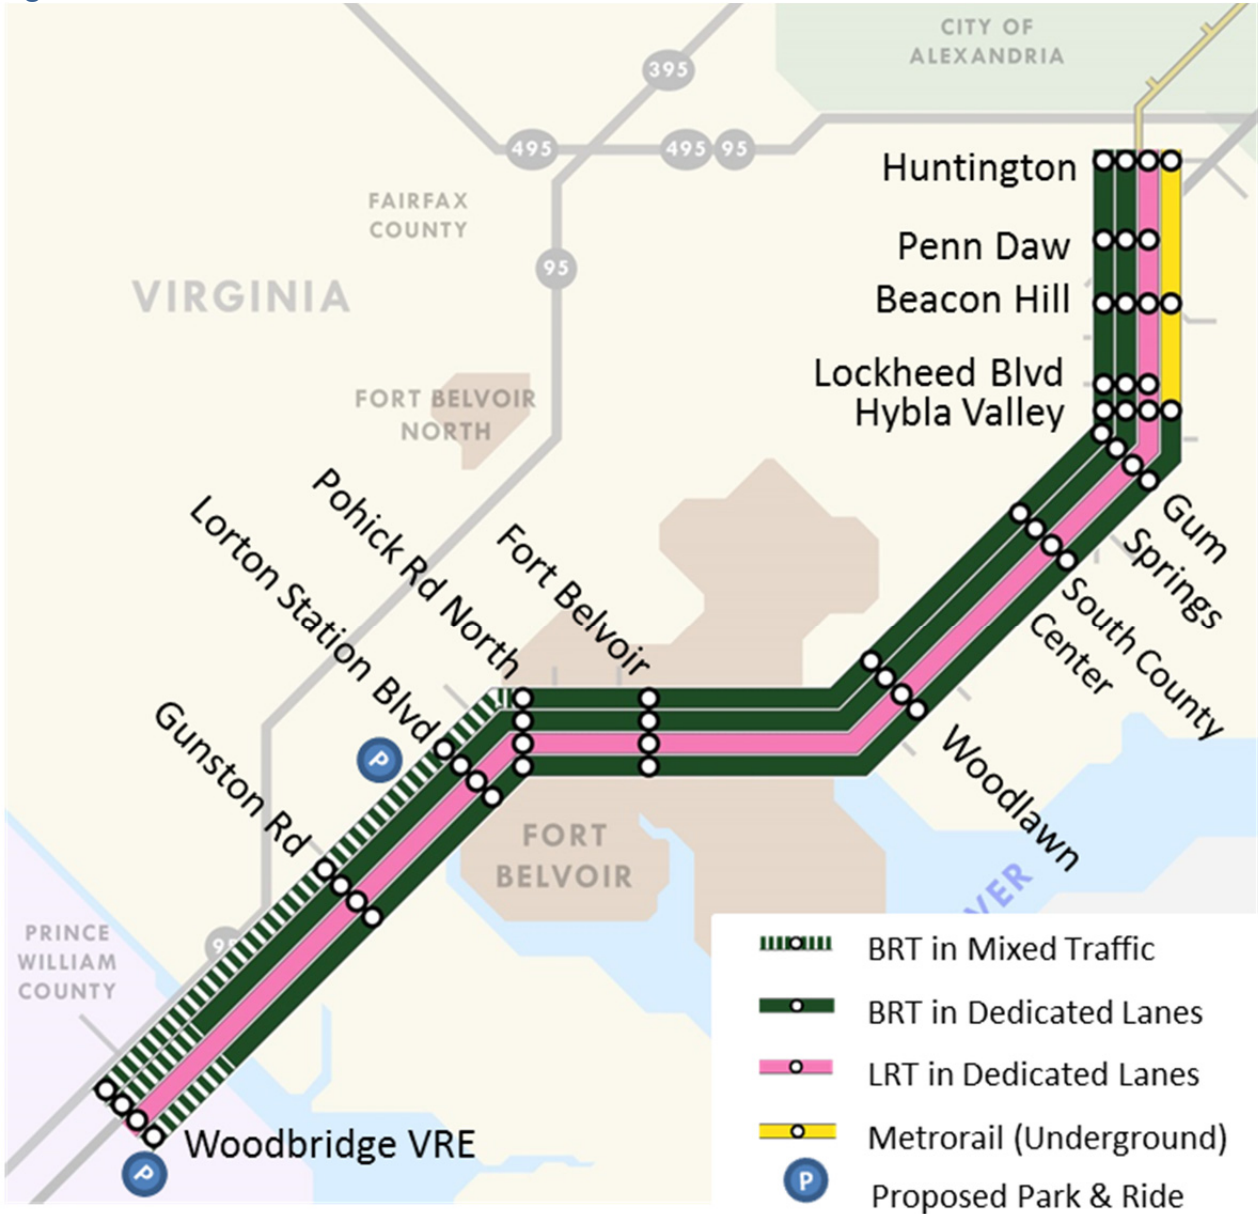 CITY OF
ALEXANDRIA
395
495
495
95
Huntington
FAIRFAX
COUNTY
Penn Daw
95
VIRGINIA
Beacon Hill
Lockheed Blvd
Hybla Valley
FORT BELVOIR
NORTH
Pohick Rd North
Lorton Station Blvd
Fort Belvoir
Gum
Springs
South County
Center
Gunston Rd
Woodlawn
P
FORT
BELVOIR
VER
PRINCE
WILLIAM
COUNTY
95
BRT in Mixed Traffic
BRT in Dedicated Lanes
LRT in Dedicated Lanes
Metrorail (Underground)
Woodbridge VRE
P
P
Proposed Park & Ride